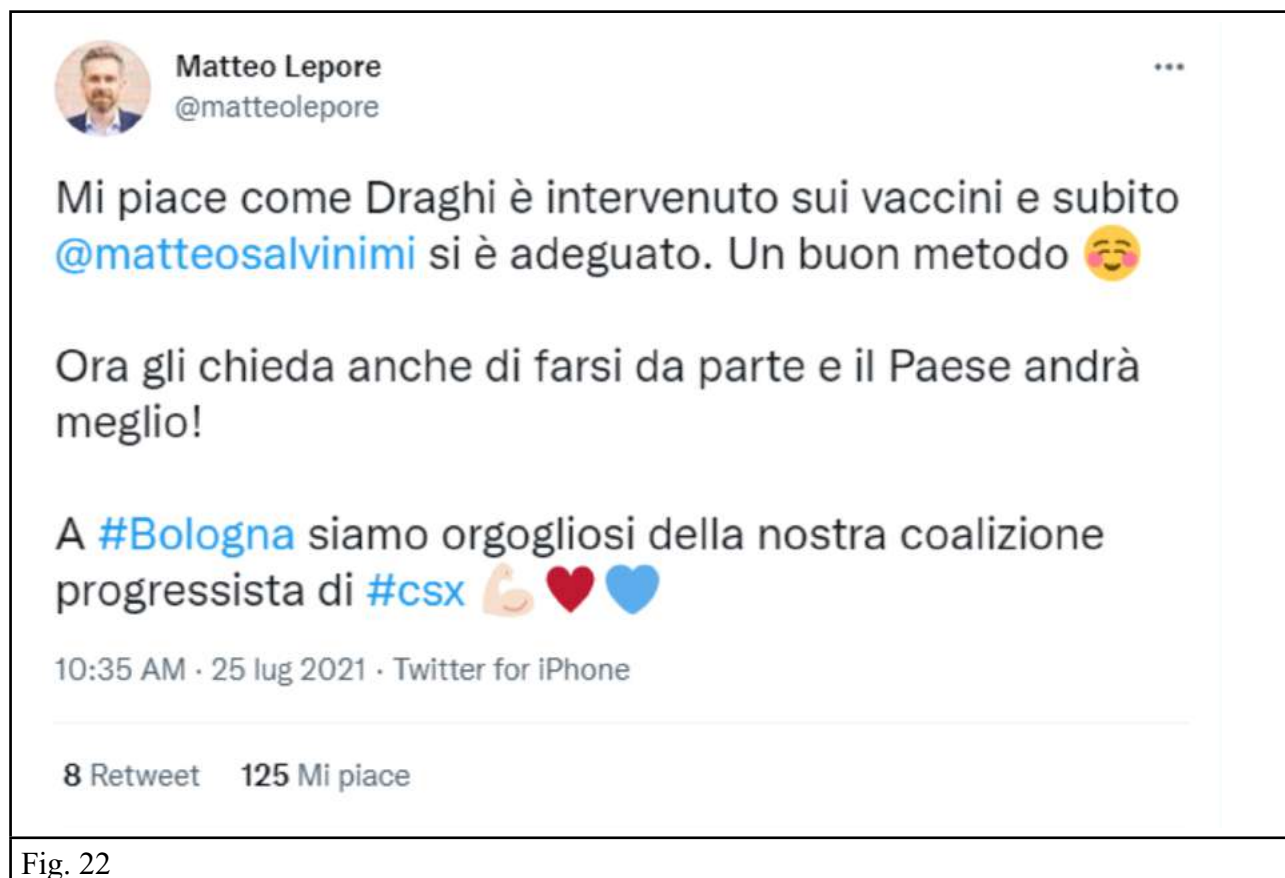 Matteo Lepore
@matteolepore
Mi piace come Draghi è intervenuto sui vaccini e subito
@matteosalvinimi si è adeguato. Un buon metodo ☺️
Ora gli chieda anche di farsi da parte e il Paese andrà
meglio!
A #Bologna siamo orgogliosi della nostra coalizione
progressista di #csx 💪🏻❤️💙
10:35 AM · 25 lug 2021 · Twitter for iPhone
8 Retweet 125 Mi piace
Fig. 22